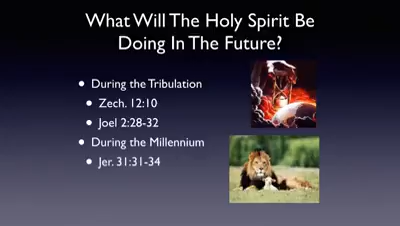 What Will The Holy Spirit Be
Doing In The Future?
During the Tribulation
Zech. 12:10
Joel 2:28-32
During the Millennium
Jer. 31:31-34